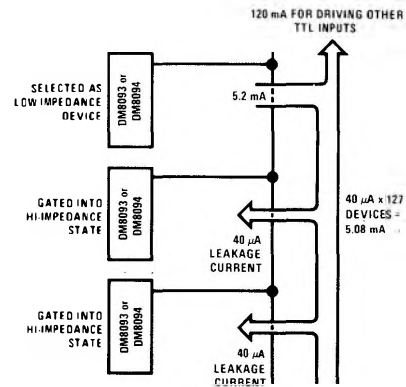 120 mA FOR DRIVING OTHER
TTL INPUTS
SELECTED AS
LOW IMPEDANCE
DEVICE
DM8093 or
DM8094
5.2 mA
GATED INTO
HI-IMPEDANCE
STATE
DM8093 or
DM8094
40 μA
LEAKAGE
CURRENT
40 μA x 127
DEVICES =
5.08 mA
GATED INTO
HI-IMPEDANCE
STATE
DM8093 or
DM8094
40 μA
LEAKAGE
CURRENT